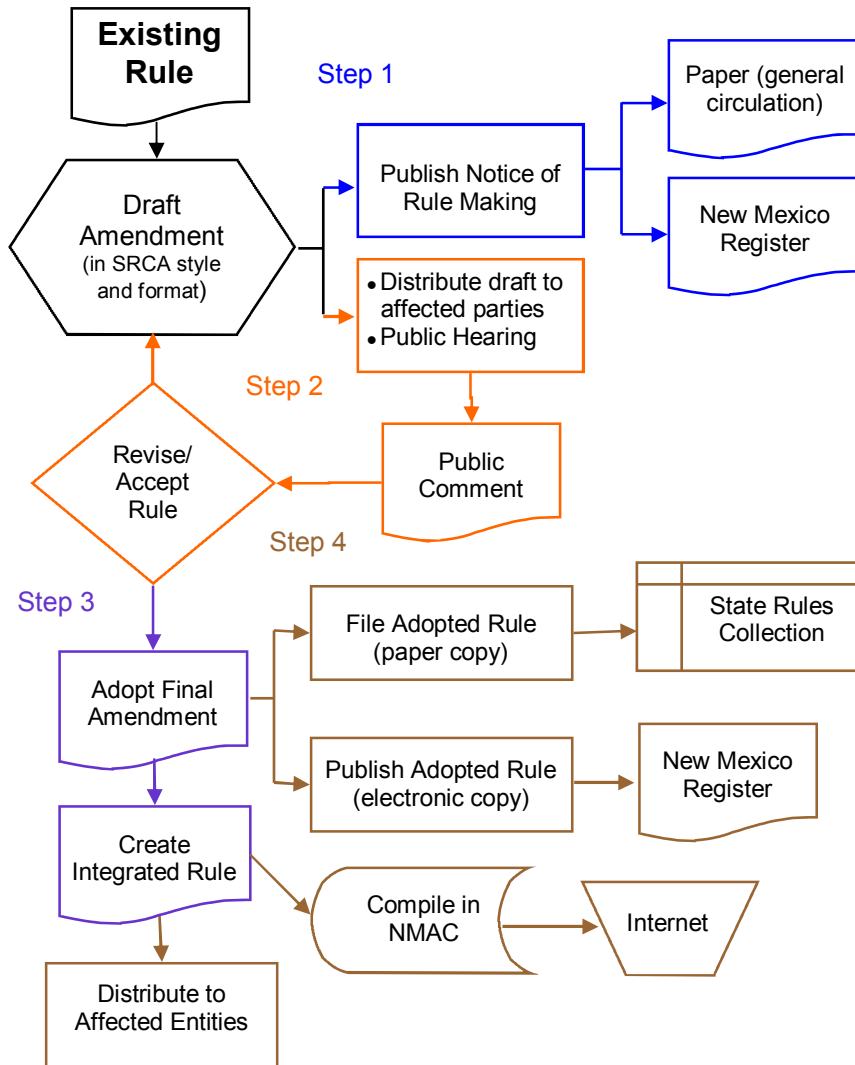 Existing
Rule
Step 1
Paper (general
circulation)
Publish Notice of
Rule Making
New Mexico
Register
Draft
Amendment
(in SRCA style
and format)
• Distribute draft to
affected parties
• Public Hearing
Step 2
Revise/
Accept
Rule
Public
Comment
Step 4
Step 3
File Adopted Rule
(paper copy)
State Rules
Collection
Adopt Final
Amendment
Publish Adopted Rule
(electronic copy)
New Mexico
Register
Create
Integrated Rule
Compile in
NMAC
Internet
Distribute to
Affected Entities